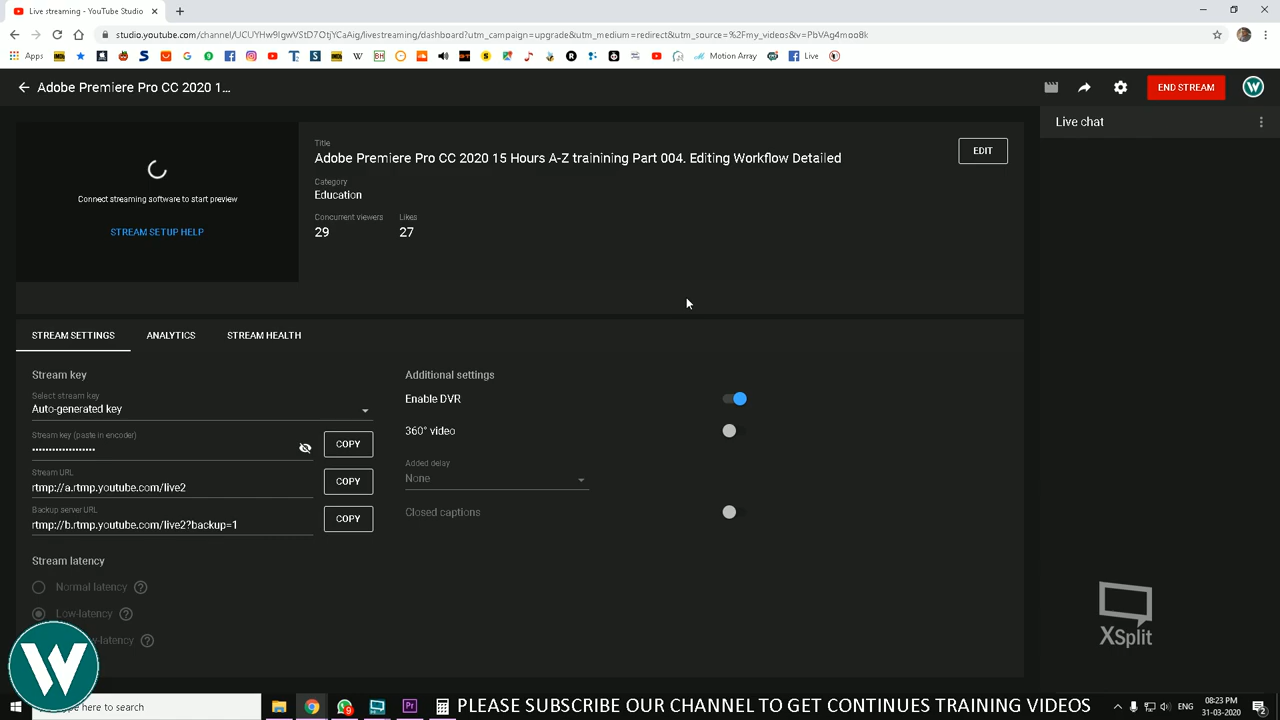 Live streaming - YouTube Studio
studio.youtube.com/channel/UCUYHw9IgwVStD7OtjYCaAig/livestreaming/dashboard?utm_campaign=upgrade&utm_medium=redirect&utm_source=%2Fmy_videos&v=PbVAg4moo8k
Apps
Motion Array
Live
Adobe Premiere Pro CC 2020 1...
END STREAM
W
Live chat
Connect streaming software to start preview
STREAM SETUP HELP
Title
Adobe Premiere Pro CC 2020 15 Hours A-Z trainining Part 004. Editing Workflow Detailed
EDIT
Category
Education
Concurrent viewers
Likes
29
27
STREAM SETTINGS
ANALYTICS
STREAM HEALTH
Stream key
Select stream key
Auto-generated key
Stream key (paste in encoder)
COPY
Stream URL
rtmp://a.rtmp.youtube.com/live2
COPY
Backup server URL
rtmp://b.rtmp.youtube.com/live2?backup=1
COPY
Additional settings
Enable DVR
360° video
Added delay
None
Closed captions
Stream latency
Normal latency
Low-latency
w-latency
W
XSplit
pe here to search
9
Pr
PLEASE SUBSCRIBE OUR CHANNEL TO GET CONTINUES TRAINING VIDEOS
ENG
08:23 PM
31-03-2020
2